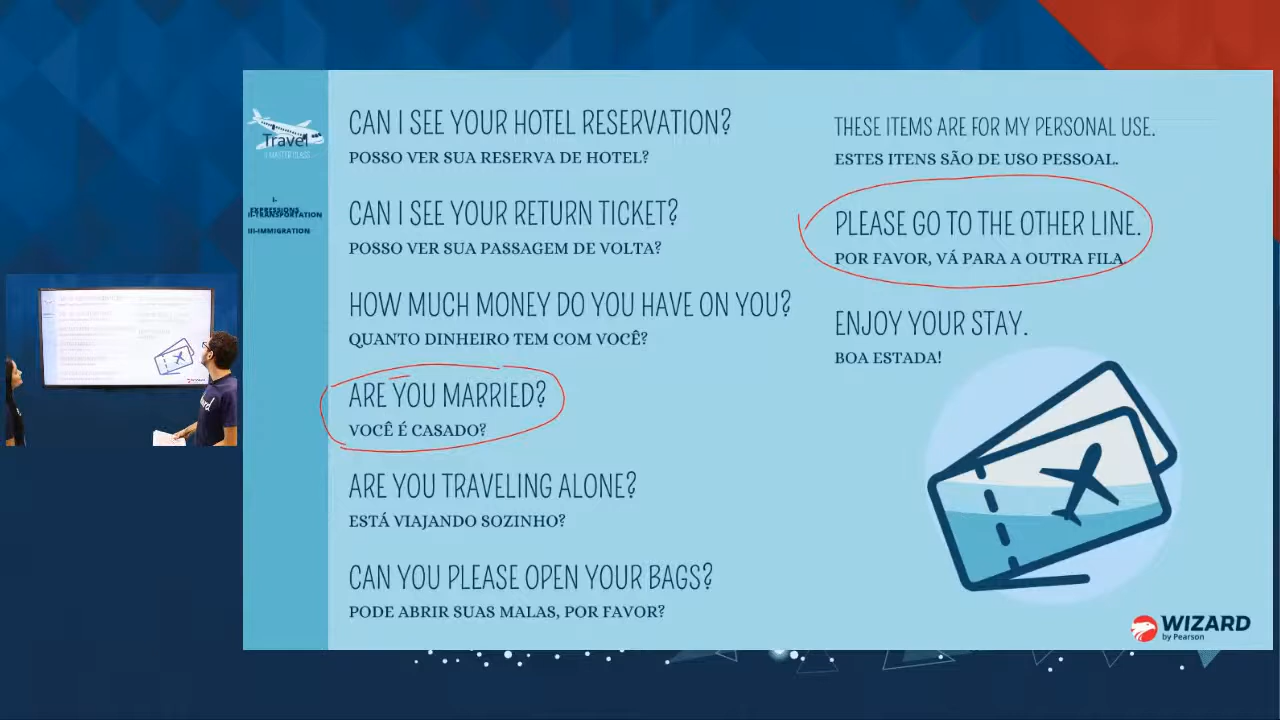 Travel
I-
EXPRESSIONS
II-TRANSPORTATION
III-IMMIGRATION
CAN I SEE YOUR HOTEL RESERVATION?
POSSO VER SUA RESERVA DE HOTEL?
CAN I SEE YOUR RETURN TICKET?
POSSO VER SUA PASSAGEM DE VOLTA?
HOW MUCH MONEY DO YOU HAVE ON YOU?
QUANTO DINHEIRO TEM COM VOCÊ?
ARE YOU MARRIED?
VOCÊ É CASADO?
ARE YOU TRAVELING ALONE?
ESTÁ VIAJANDO SOZINHO?
CAN YOU PLEASE OPEN YOUR BAGS?
PODE ABRIR SUAS MALAS, POR FAVOR?
THESE ITEMS ARE FOR MY PERSONAL USE.
ESTES ITENS SÃO DE USO PESSOAL.
PLEASE GO TO THE OTHER LINE.
POR FAVOR, VÁ PARA A OUTRA FILA.
ENJOY YOUR STAY.
BOA ESTADA!
WIZARD
by Pearson